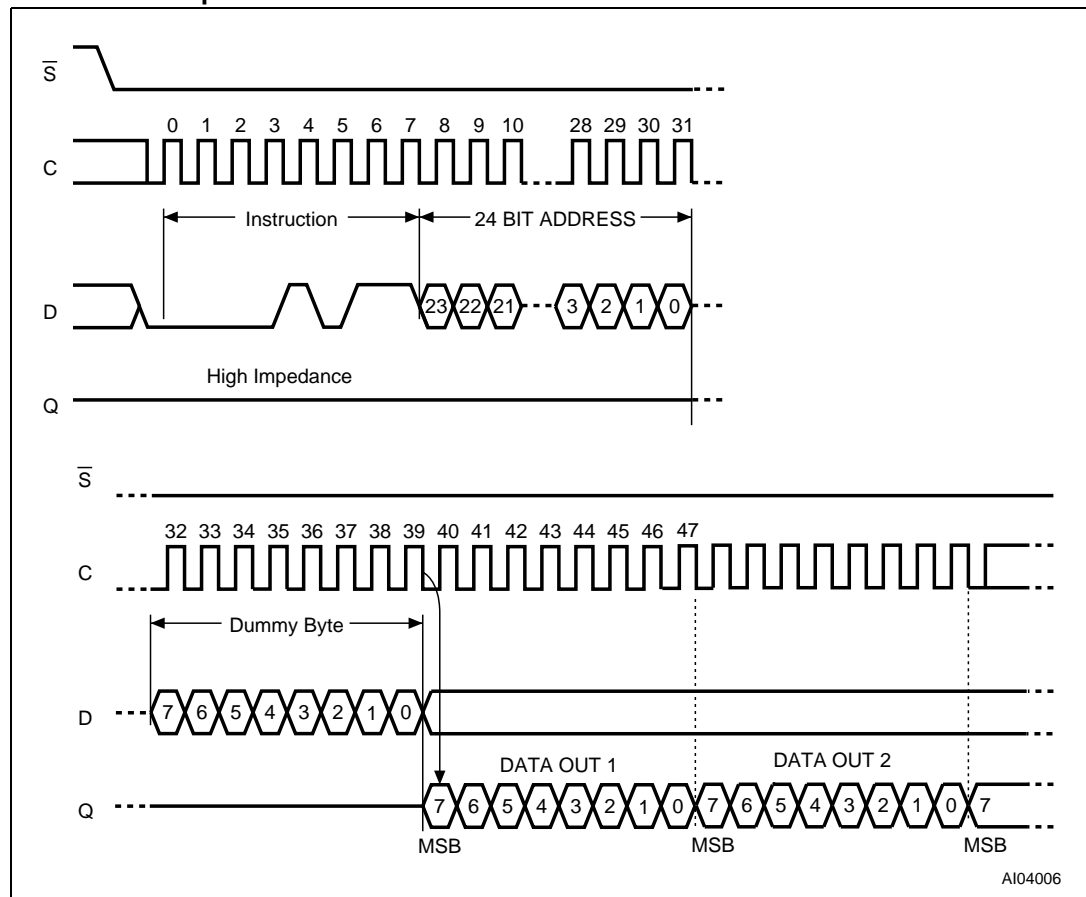 S
0 1 2 3 4 5 6 7 8 9 10 28 29 30 31
C
Instruction 24 BIT ADDRESS
D 23 22 21 3 2 1 0
High Impedance
Q
S
32 33 34 35 36 37 38 39 40 41 42 43 44 45 46 47
C
Dummy Byte
D 7 6 5 4 3 2 1 0
DATA OUT 1 DATA OUT 2
Q 7 6 5 4 3 2 1 0 7 6 5 4 3 2 1 0 7
MSB MSB MSB
AI04006